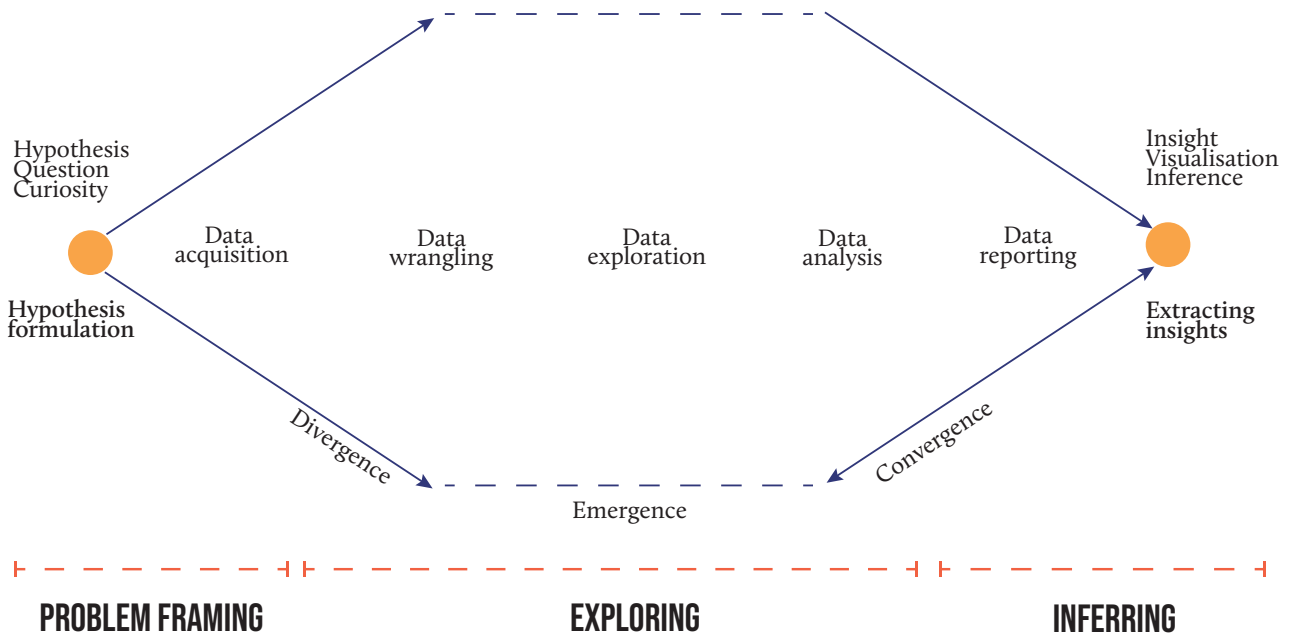 Hypothesis
Question
Curiosity
Hypothesis
formulation
Data
acquisition
Data
wrangling
Data
exploration
Data
analysis
Data
reporting
Insight
Visualisation
Inference
Extracting
insights
Divergence
Emergence
Convergence
PROBLEM FRAMING
EXPLORING
INFERRING